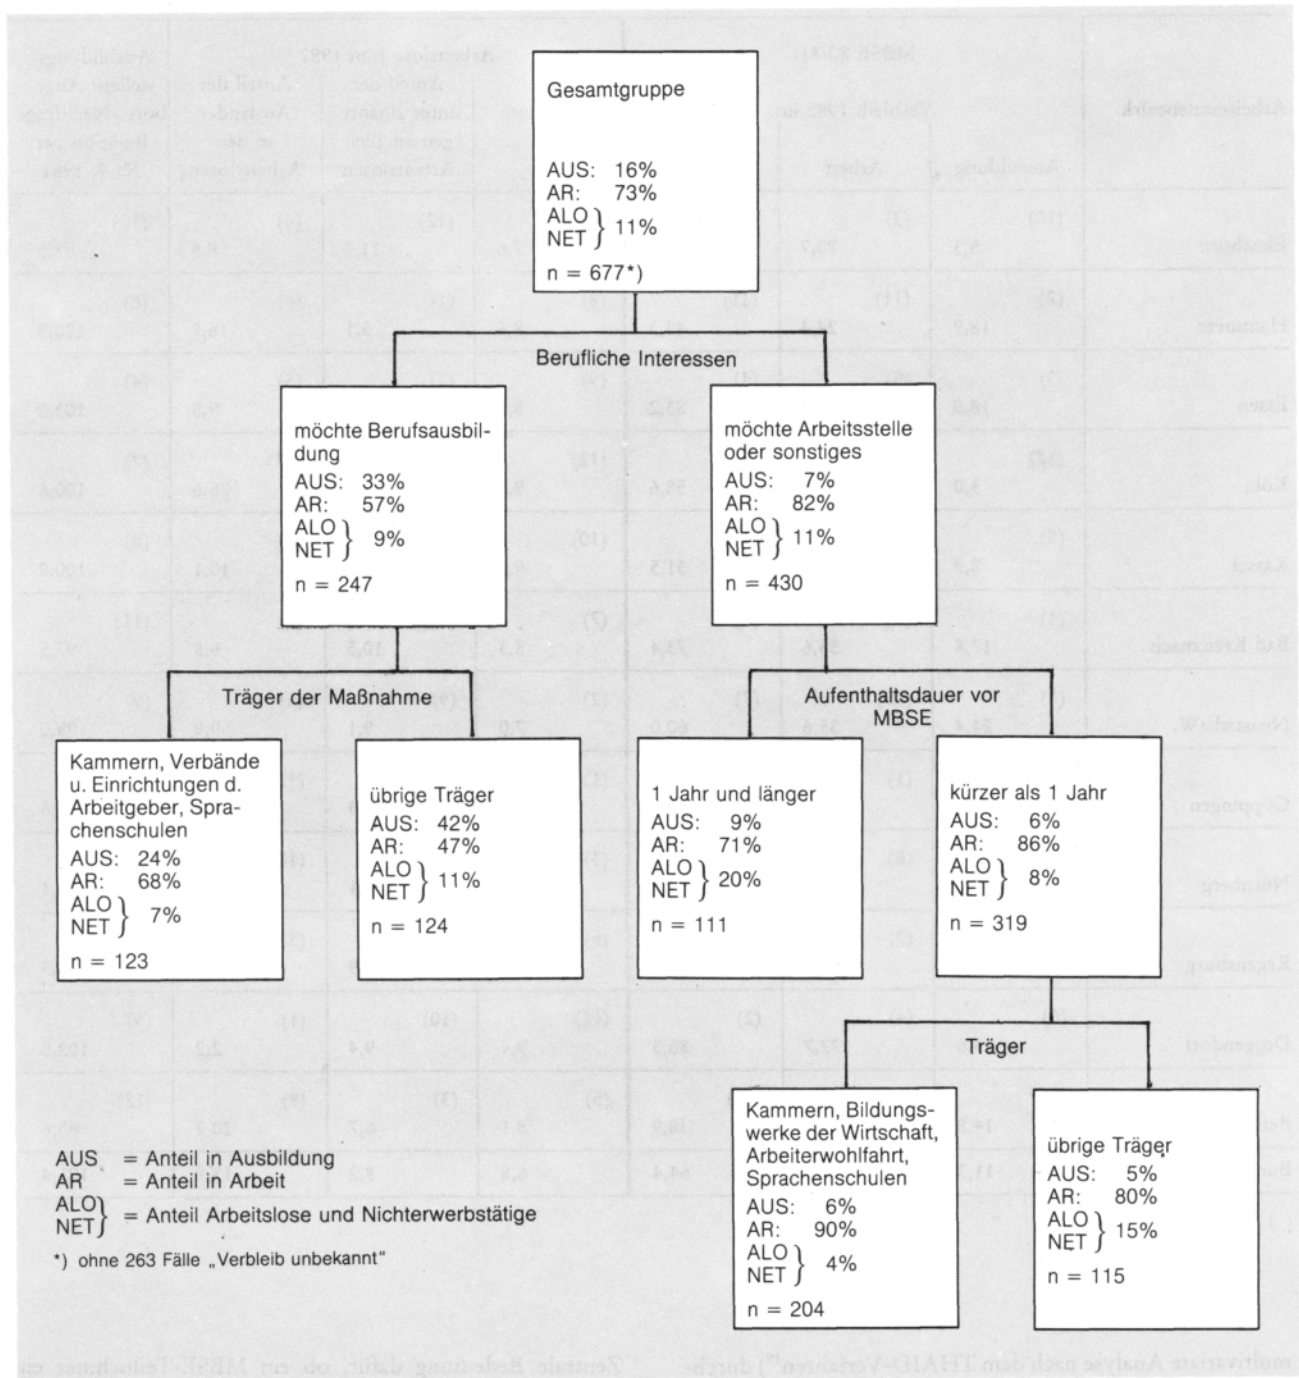 Gesamtgruppe
AUS: 16%
AR: 73%
ALO
NET } 11%
n = 677*)
Berufliche Interessen
möchte Berufsausbil-
dung
AUS: 33%
AR: 57%
ALO
NET } 9%
n = 247
möchte Arbeitsstelle
oder sonstiges
AUS: 7%
AR: 82%
ALO
NET } 11%
n = 430
Träger der Maßnahme
Aufenthaltsdauer vor
MBSE
Kammern, Verbände
u. Einrichtungen d.
Arbeitgeber, Spra-
chenschulen
AUS: 24%
AR: 68%
ALO
NET } 7%
n = 123
übrige Träger
AUS: 42%
AR: 47%
ALO
NET } 11%
n = 124
1 Jahr und länger
AUS: 9%
AR: 71%
ALO
NET } 20%
n = 111
kürzer als 1 Jahr
AUS: 6%
AR: 86%
ALO
NET } 8%
n = 319
Träger
Kammern, Bildungs-
werke der Wirtschaft,
Arbeiterwohlfahrt,
Sprachenschulen
AUS: 6%
AR: 90%
ALO
NET } 4%
n = 204
übrige Träger
AUS: 5%
AR: 80%
ALO
NET } 15%
n = 115
AUS = Anteil in Ausbildung
AR = Anteil in Arbeit
ALO
NET } = Anteil Arbeitslose und Nichterwerbstätige
*) ohne 263 Fälle „Verbleib unbekannt“